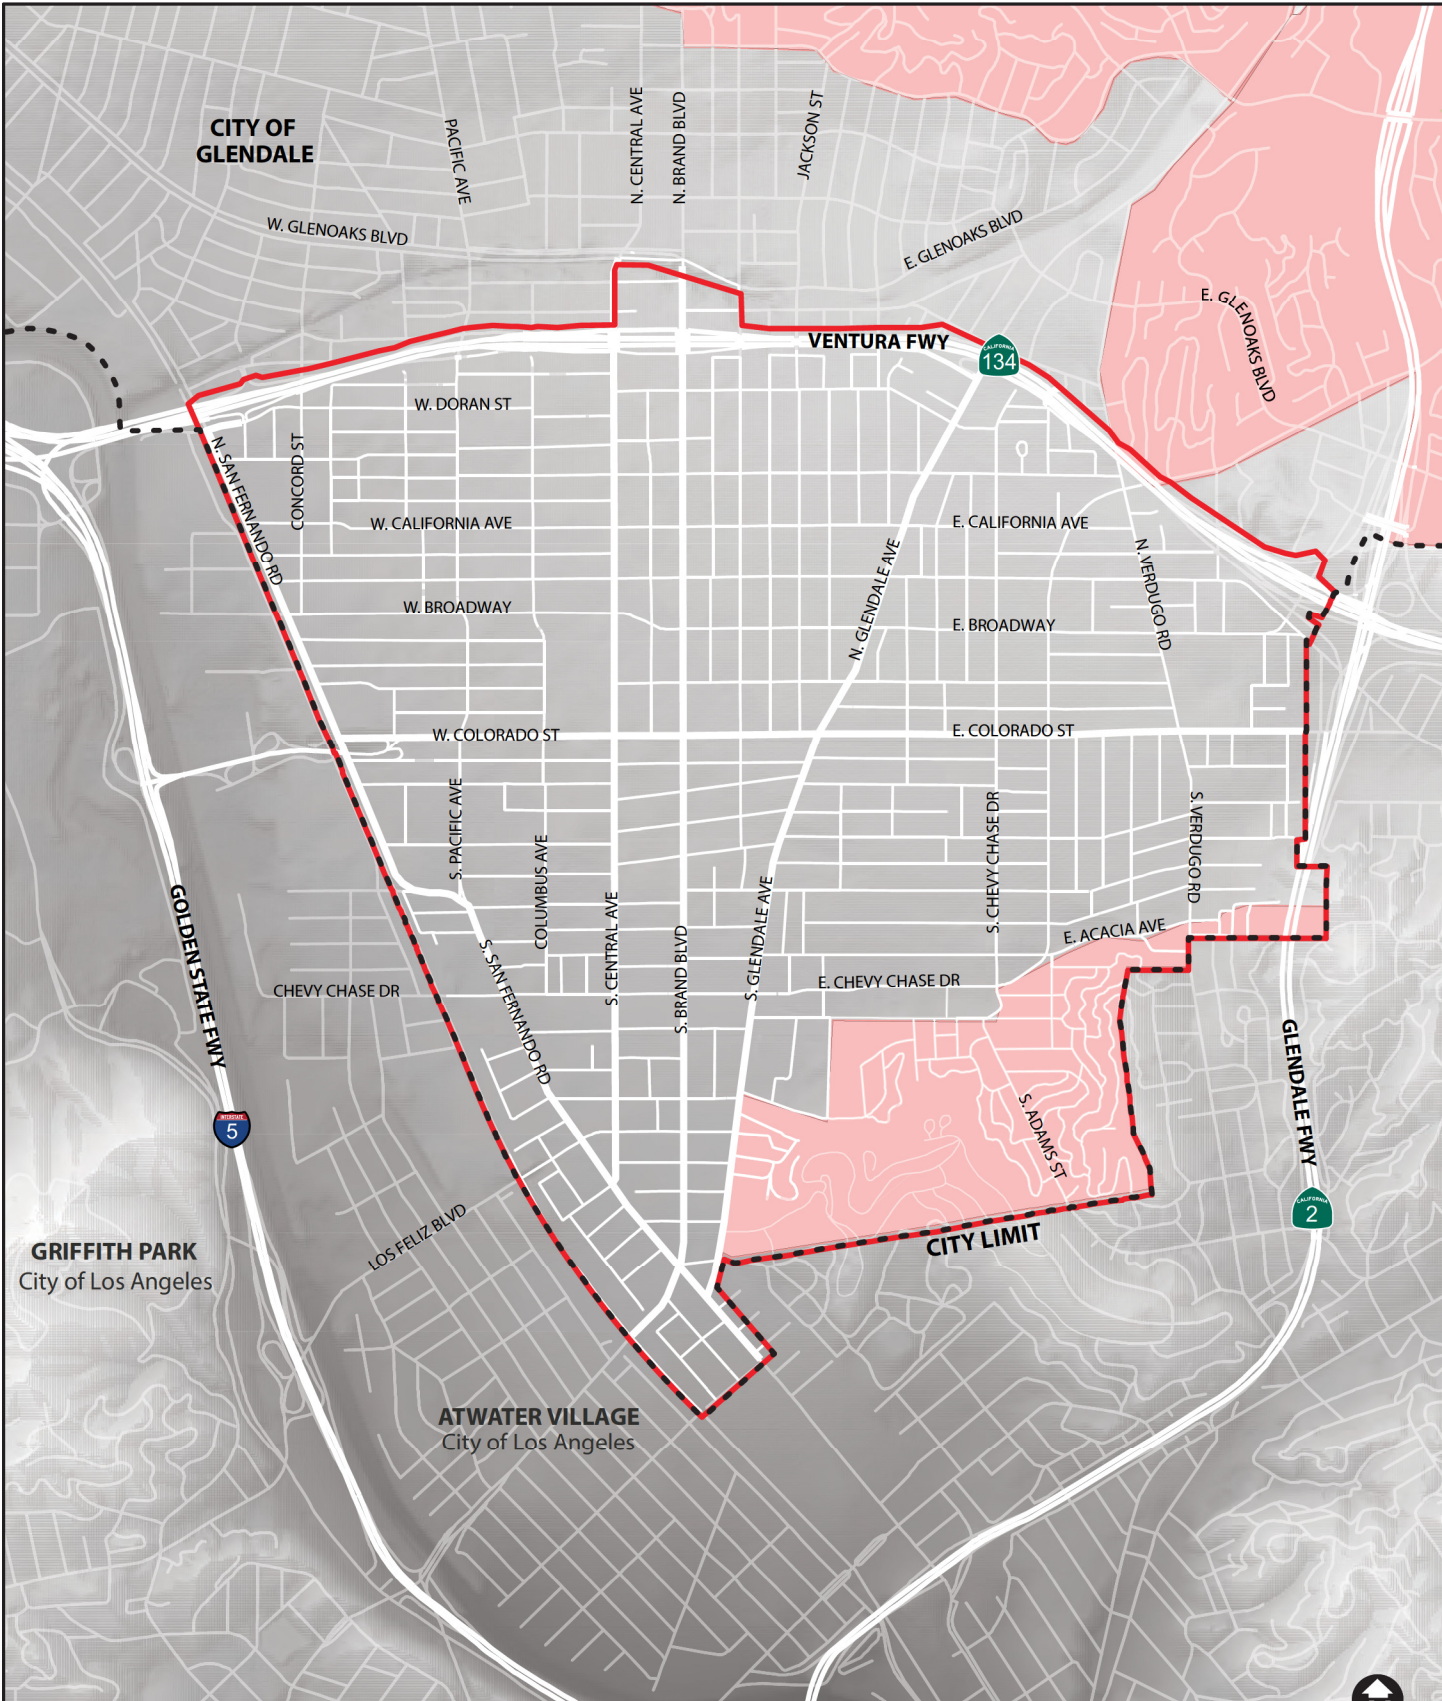 N. CENTRAL AVE
N. BRAND BLVD
JACKSON ST
PACIFIC AVE
CITY OF
GLENDALE
W. GLENOAKS BLVD
E. GLENOAKS BLVD
E. GLENOAKS BLVD
VENTURA FWY
CALIFORNIA
134
W. DORAN ST
N. SAN FERNANDO RD
CONCORD ST
W. CALIFORNIA AVE
E. CALIFORNIA AVE
N. GLENDALE AVE
N. VERDUGO RD
W. BROADWAY
E. BROADWAY
W. COLORADO ST
E. COLORADO ST
S. PACIFIC AVE
COLUMBUS AVE
S. CENTRAL AVE
S. BRAND BLVD
S. GLENDALE AVE
S. CHEVY CHASE DR
S. VERDUGO RD
GOLDEN STATE FWY
E. ACACIA AVE
S. SAN FERNANDO RD
CHEVY CHASE DR
E. CHEVY CHASE DR
GLENDALE FWY
S. ADAMS ST
INTERSTATE
5
CALIFORNIA
2
LOS FELIZ BLVD
CITY LIMIT
GRIFFITH PARK
City of Los Angeles
ATWATER VILLAGE
City of Los Angeles